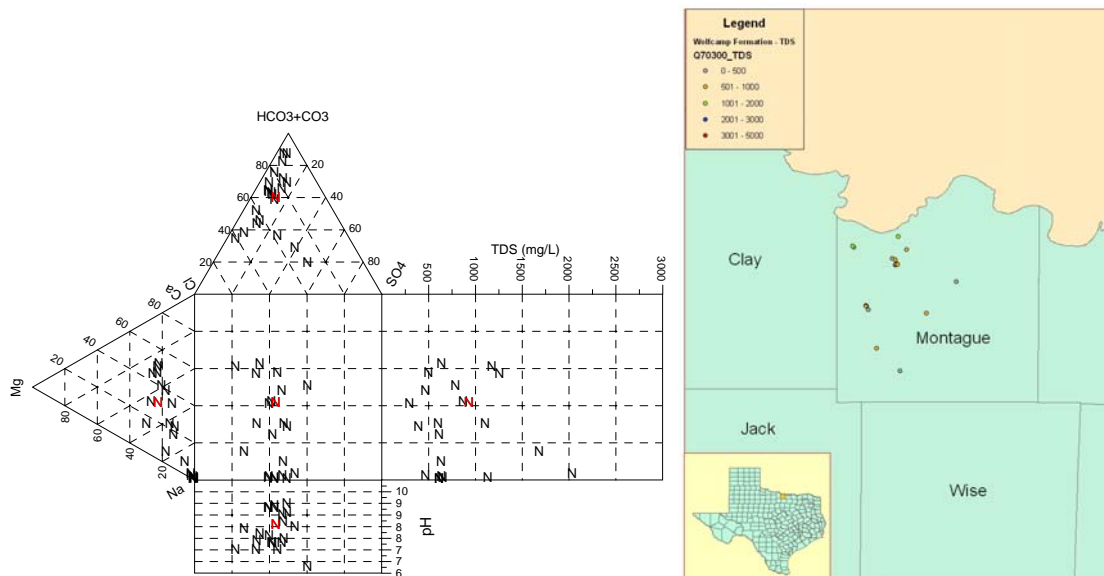 HCO3+CO3
80
20
60
40
40
60
20
80
Cl
Ca
SO4
TDS (mg/L)
500
1000
1500
2000
2500
3000
Mg
20
40
60
80
80
60
40
20
Na
N
pH
10
9
9
8
8
7
7
6
Legend
Wolfcamp Formation - TDS
Q70300_TDS
0 - 500
501 - 1000
1001 - 2000
2001 - 3000
3001 - 5000
Clay
Montague
Jack
Wise